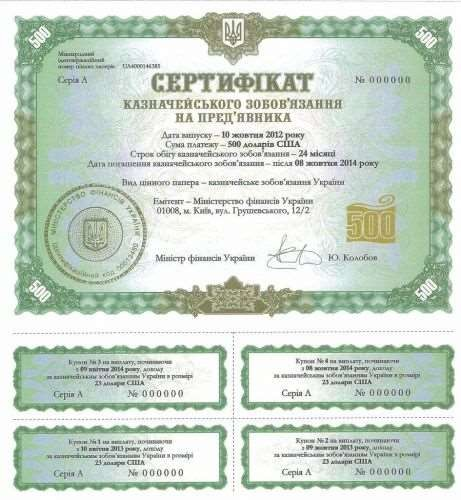 500
500
Міжнародний
ідентифікаційний
номер цінних паперів: UA4000146385
Серія А
№ 000000
СЕРТИФІКАТ
КАЗНАЧЕЙСЬКОГО ЗОБОВ'ЯЗАННЯ
НА ПРЕД'ЯВНИКА
Дата випуску – 10 жовтня 2012 року
Сума платежу – 500 доларів США
Строк обігу казначейського зобов'язання – 24 місяці
Дата погашення казначейського зобов'язання – після 08 жовтня 2014 року
Вид цінного папера – казначейське зобов'язання України
Емітент – Міністерство фінансів України
01008, м. Київ, вул. Грушевського, 12/2
МІНІСТЕРСТВО ФІНАНСІВ УКРАЇНИ
ІДЕНТИФІКАЦІЙНИЙ КОД 00013480
500
Міністр фінансів України
Ю. Колобов
500
500
Купон № 3 на виплату, починаючи
з 09 квітня 2014 року, доходу
за казначейським зобов'язанням України в розмірі
23 долари США
Серія А № 000000
Купон № 4 на виплату, починаючи
з 08 жовтня 2014 року, доходу
за казначейським зобов'язанням України в розмірі
23 долари США
Серія А № 000000
Купон № 1 на виплату, починаючи
з 10 квітня 2013 року, доходу
за казначейським зобов'язанням України в розмірі
23 долари США
Серія А № 000000
Купон № 2 на виплату, починаючи
з 09 жовтня 2013 року, доходу
за казначейським зобов'язанням України в розмірі
23 долари США
Серія А № 000000